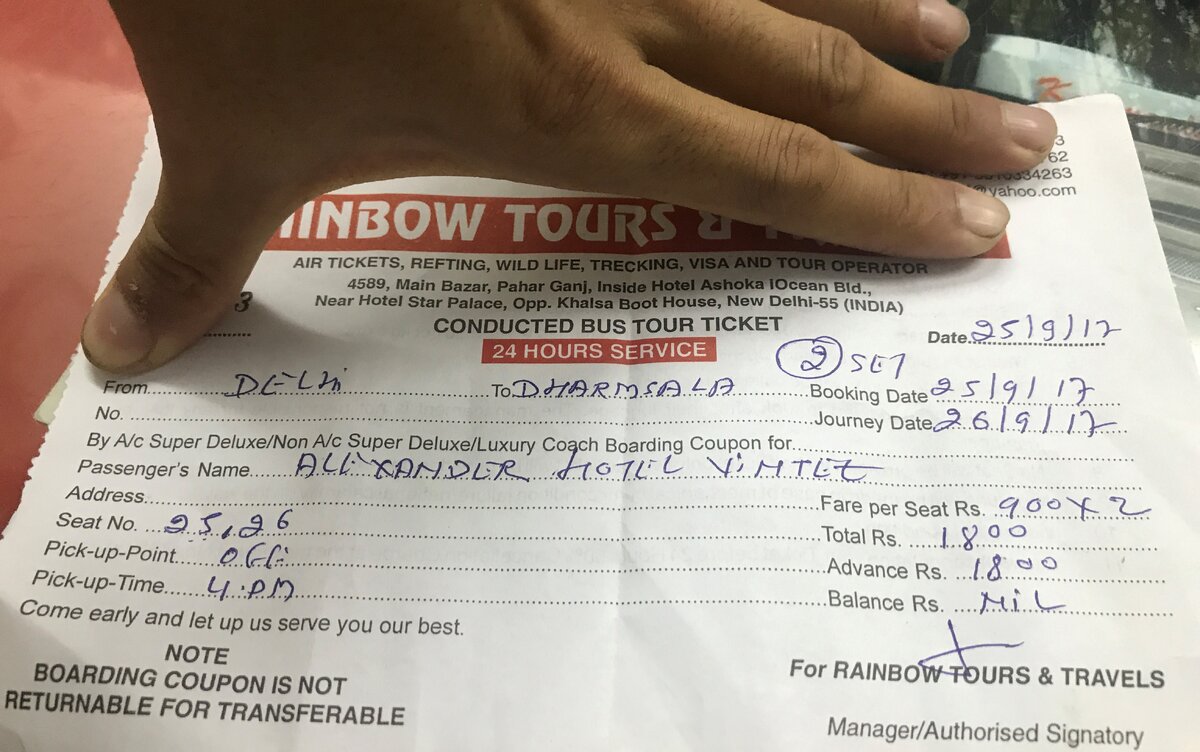 3
62
334263
@yahoo.com
INBOW TOURS &
AIR TICKETS, REFTING, WILD LIFE, TRECKING, VISA AND TOUR OPERATOR
4589, Main Bazar, Pahar Ganj, Inside Hotel Ashoka lOcean Bld.,
Near Hotel Star Palace, Opp. Khalsa Boot House, New Delhi-55 (INDIA)
3
CONDUCTED BUS TOUR TICKET
Date 25/9/17
24 HOURS SERVICE
2 SET
From DELHi To DHARMSALA Booking Date 25/9/17
No. Journey Date 26/9/17
By A/c Super Deluxe/Non A/c Super Deluxe/Luxury Coach Boarding Coupon for
Passenger's Name ALEXANDER HOTEL
Address Fare per Seat Rs. 900 X 2
Seat No. 25,26 Total Rs. 1800
Pick-up-Point OFF: Advance Rs. 1800
Pick-up-Time 4.PM Balance Rs. NiL
Come early and let up us serve you our best.
NOTE
BOARDING COUPON IS NOT
RETURNABLE FOR TRANSFERABLE
For RAINBOW TOURS & TRAVELS
Manager/Authorised Signatory